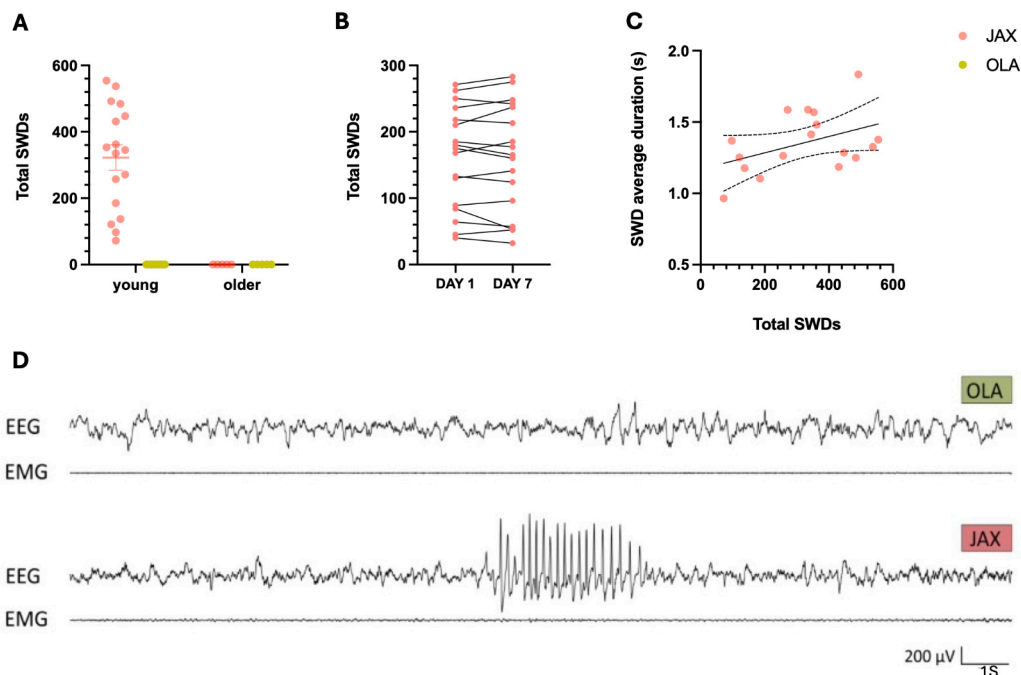 A
Total SWDs
600
400
200
0
young
older
B
Total SWDs
300
200
100
0
DAY 1
DAY 7
C
SWD average duration (s)
2.0
1.5
1.0
0.5
0
200
400
600
Total SWDs
JAX
OLA
D
OLA
EEG
EMG
JAX
EEG
EMG
200 µV
1S